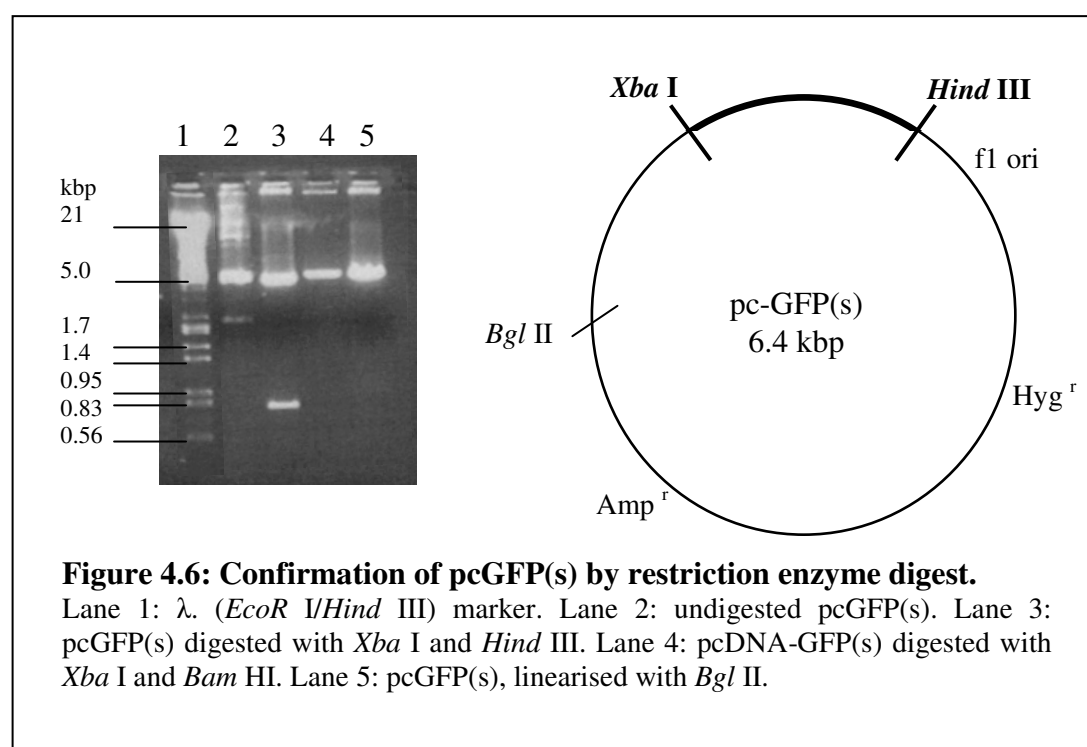 1 2 3 4 5
kbp
21
5.0
1.7
1.4
0.95
0.83
0.56
Xba I
Hind III
f1 ori
pc-GFP(s)
6.4 kbp
Bgl II
Hyg r
Amp r
Figure 4.6: Confirmation of pcGFP(s) by restriction enzyme digest.
Lane 1: λ. (EcoR I/Hind III) marker. Lane 2: undigested pcGFP(s). Lane 3:
pcGFP(s) digested with Xba I and Hind III. Lane 4: pcDNA-GFP(s) digested with
Xba I and Bam HI. Lane 5: pcGFP(s), linearised with Bgl II.